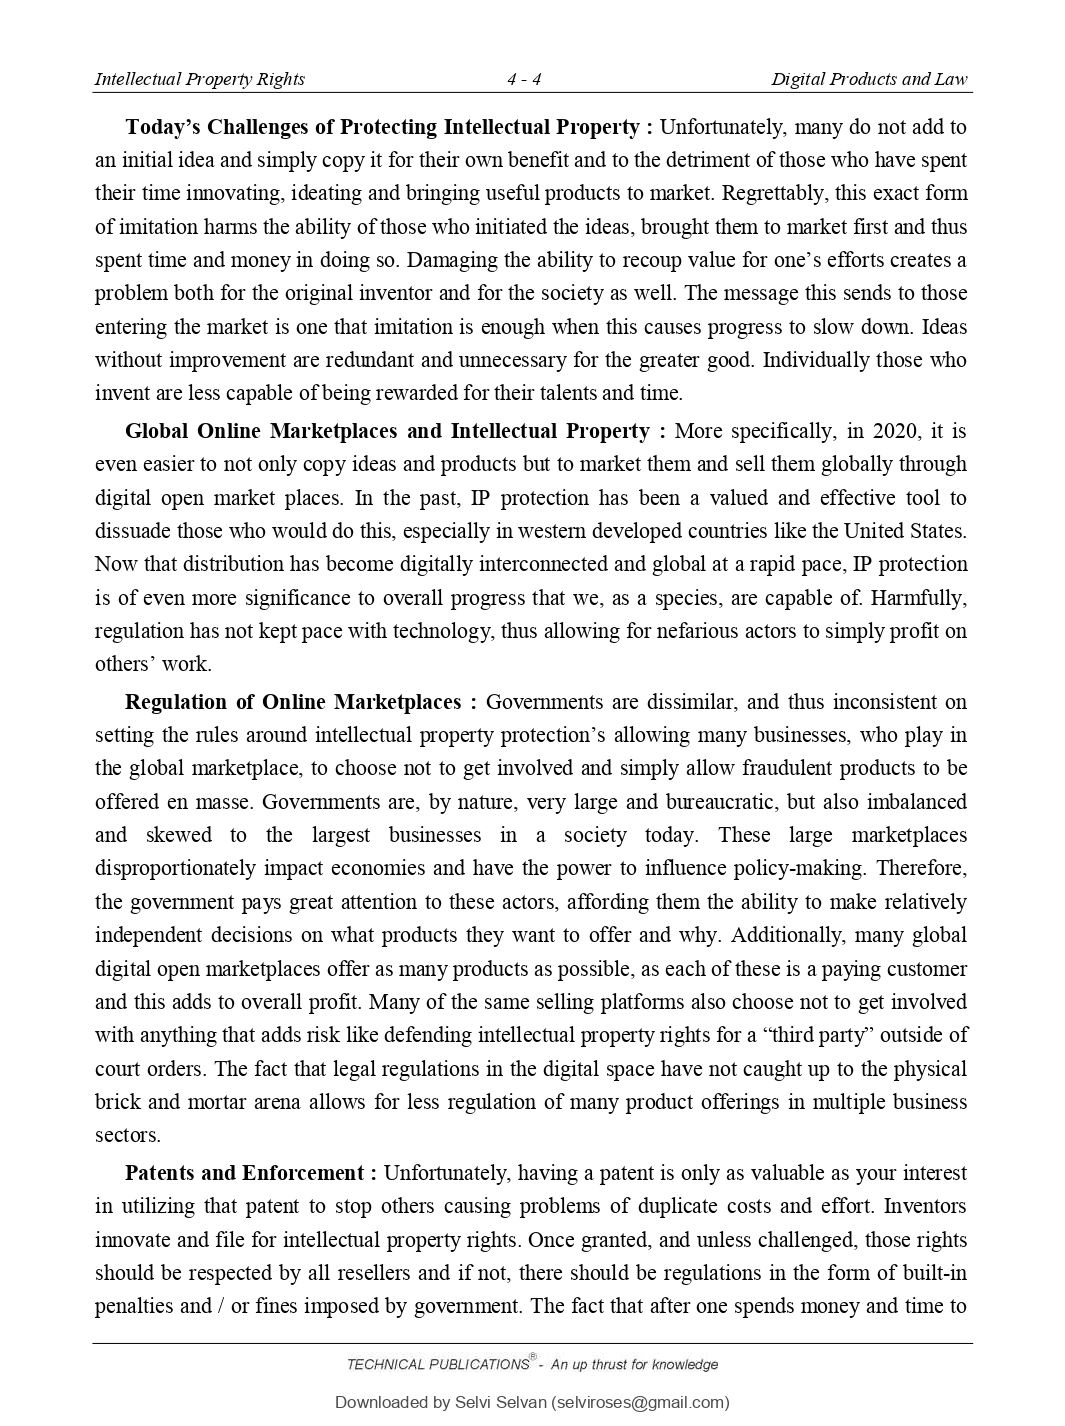 Intellectual Property Rights 4 - 4 Digital Products and Law
Today’s Challenges of Protecting Intellectual Property : Unfortunately, many do not add to
an initial idea and simply copy it for their own benefit and to the detriment of those who have spent
their time innovating, ideating and bringing useful products to market. Regrettably, this exact form
of imitation harms the ability of those who initiated the ideas, brought them to market first and thus
spent time and money in doing so. Damaging the ability to recoup value for one’s efforts creates a
problem both for the original inventor and for the society as well. The message this sends to those
entering the market is one that imitation is enough when this causes progress to slow down. Ideas
without improvement are redundant and unnecessary for the greater good. Individually those who
invent are less capable of being rewarded for their talents and time.
Global Online Marketplaces and Intellectual Property : More specifically, in 2020, it is
even easier to not only copy ideas and products but to market them and sell them globally through
digital open market places. In the past, IP protection has been a valued and effective tool to
dissuade those who would do this, especially in western developed countries like the United States.
Now that distribution has become digitally interconnected and global at a rapid pace, IP protection
is of even more significance to overall progress that we, as a species, are capable of. Harmfully,
regulation has not kept pace with technology, thus allowing for nefarious actors to simply profit on
others’ work.
Regulation of Online Marketplaces : Governments are dissimilar, and thus inconsistent on
setting the rules around intellectual property protection’s allowing many businesses, who play in
the global marketplace, to choose not to get involved and simply allow fraudulent products to be
offered en masse. Governments are, by nature, very large and bureaucratic, but also imbalanced
and skewed to the largest businesses in a society today. These large marketplaces
disproportionately impact economies and have the power to influence policy-making. Therefore,
the government pays great attention to these actors, affording them the ability to make relatively
independent decisions on what products they want to offer and why. Additionally, many global
digital open marketplaces offer as many products as possible, as each of these is a paying customer
and this adds to overall profit. Many of the same selling platforms also choose not to get involved
with anything that adds risk like defending intellectual property rights for a “third party” outside of
court orders. The fact that legal regulations in the digital space have not caught up to the physical
brick and mortar arena allows for less regulation of many product offerings in multiple business
sectors.
Patents and Enforcement : Unfortunately, having a patent is only as valuable as your interest
in utilizing that patent to stop others causing problems of duplicate costs and effort. Inventors
innovate and file for intellectual property rights. Once granted, and unless challenged, those rights
should be respected by all resellers and if not, there should be regulations in the form of built-in
penalties and / or fines imposed by government. The fact that after one spends money and time to
TECHNICAL PUBLICATIONS® - An up thrust for knowledge
Downloaded by Selvi Selvan (selviroses@gmail.com)